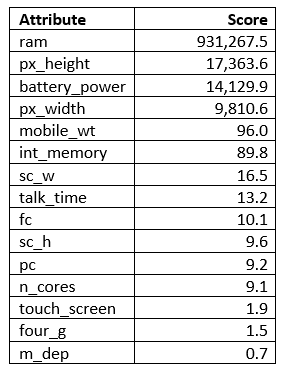 Attribute Score
ram 931,267.5
px_height 17,363.6
battery_power 14,129.9
px_width 9,810.6
mobile_wt 96.0
int_memory 89.8
sc_w 16.5
talk_time 13.2
fc 10.1
sc_h 9.6
pc 9.2
n_cores 9.1
touch_screen 1.9
four_g 1.5
m_dep 0.7